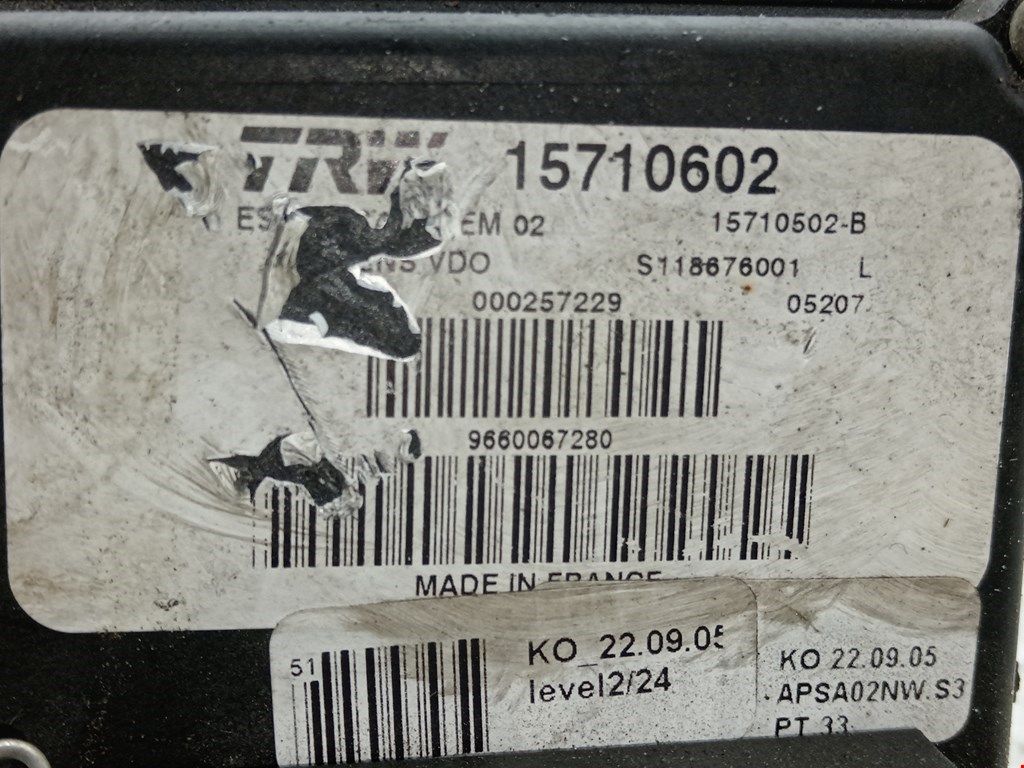 TRW 15710602
EM 02 15710502-B
VDO S118676001 L
000257229 05207
9660067280
MADE IN FRANCE
51
KO_22.09.05
level2/24
KO 22.09.05
APSA02NW.S3
PT 33